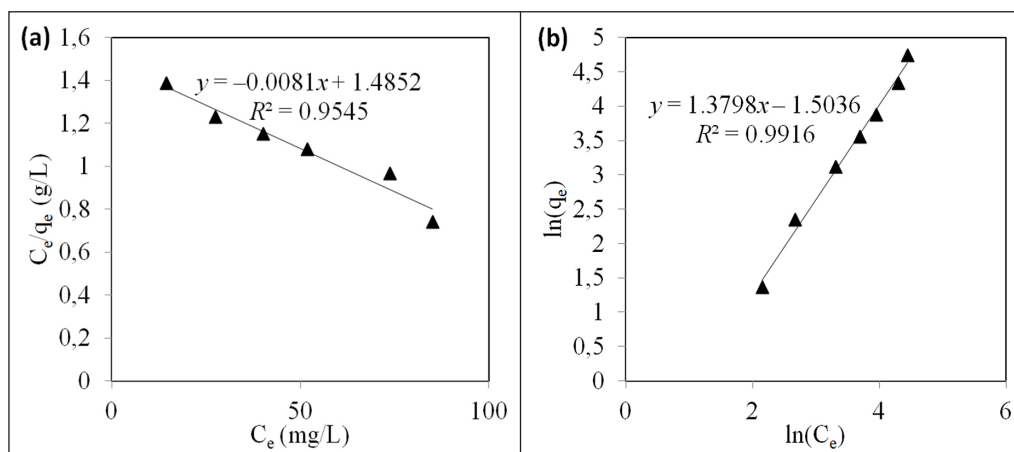 (a)
1,6
1,4
1,2
1
0,8
0,6
0,4
0,2
0
Ce/qe (g/L)
y = –0.0081x + 1.4852
R² = 0.9545
0 50 100
Ce (mg/L)
(b)
5
4,5
4
3,5
3
2,5
2
1,5
1
0,5
0
ln(qe)
y = 1.3798x – 1.5036
R² = 0.9916
0 2 4 6
ln(Ce)